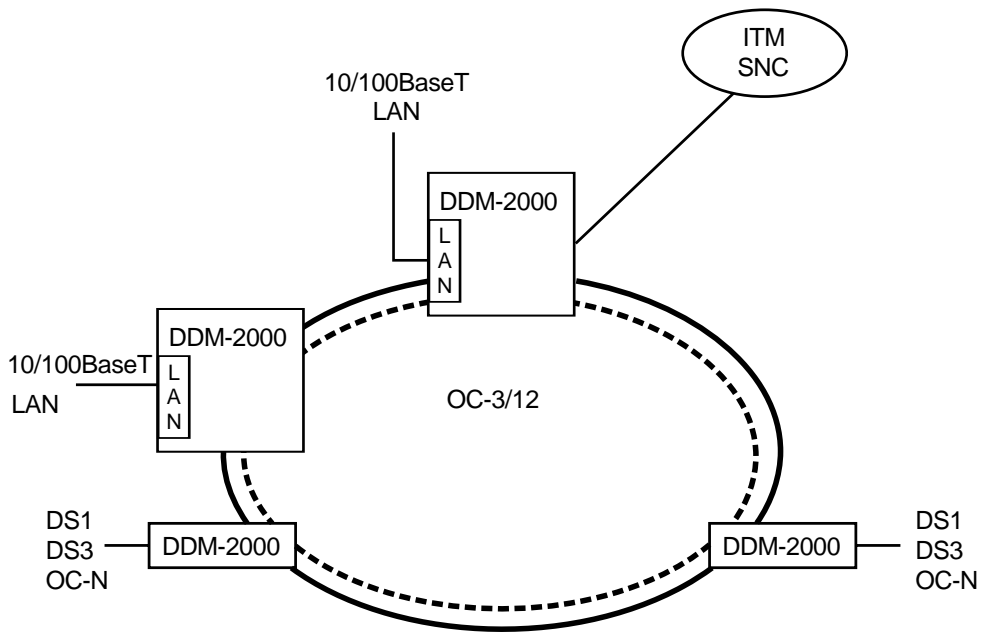 ITM
SNC
10/100BaseT
LAN
DDM-2000
L
A
N
DDM-2000
10/100BaseT
LAN
L
A
N
OC-3/12
DS1
DS3
OC-N
DDM-2000
DDM-2000
DS1
DS3
OC-N